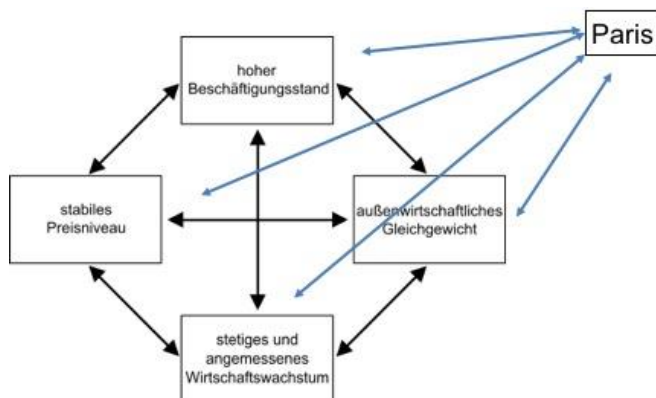 Paris
hoher
Beschäftigungsstand
stabiles
Preisniveau
außenwirtschaftliches
Gleichgewicht
stetiges und
angemessenes
Wirtschaftswachstum